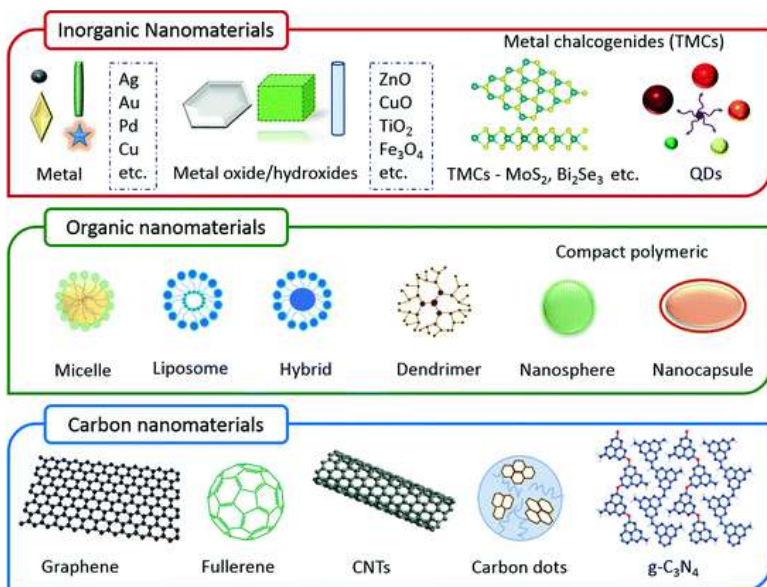 Inorganic Nanomaterials
Metal chalcogenides (TMCs)
Ag
Au
Pd
Cu
etc.
ZnO
CuO
TiO₂
Fe₃O₄
etc.
Metal
Metal oxide/hydroxides
TMCs - MoS₂, Bi₂Se₃ etc.
QDs
Organic nanomaterials
Compact polymeric
Micelle
Liposome
Hybrid
Dendrimer
Nanosphere
Nanocapsule
Carbon nanomaterials
Graphene
Fullerene
CNTs
Carbon dots
g-C₃N₄